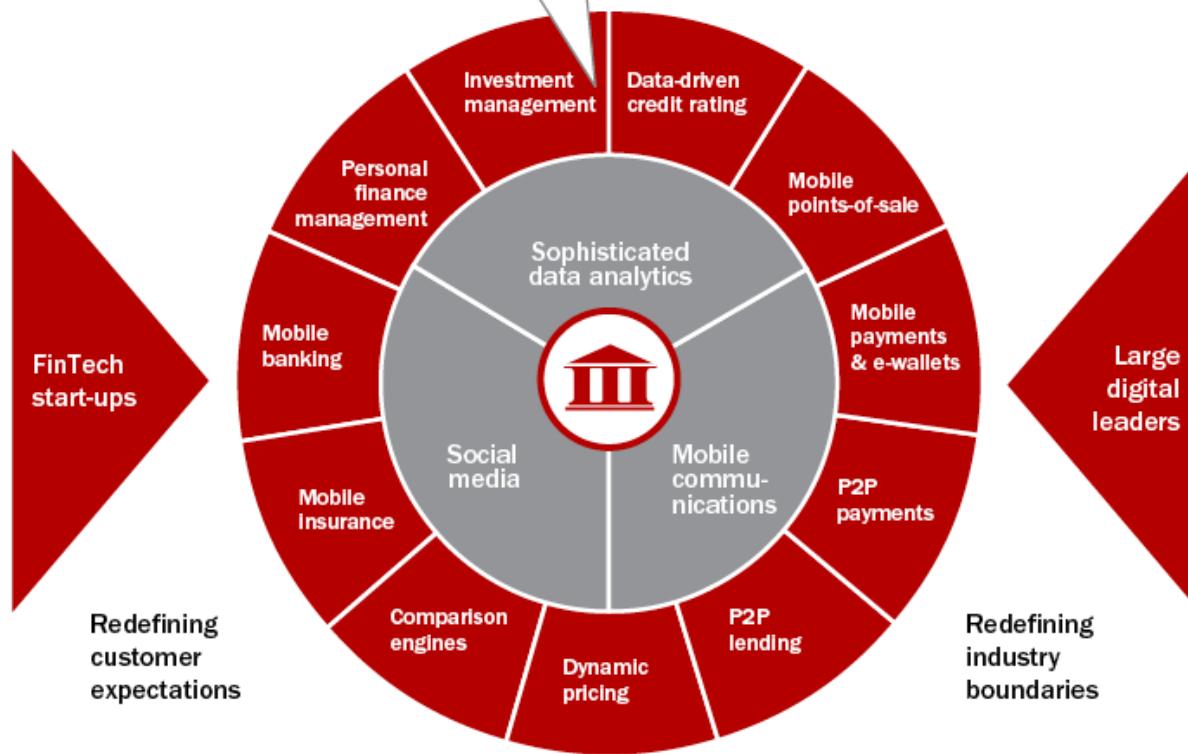 Investment
management
Data-driven
credit rating
Personal
finance
management
Mobile
points-of-sale
Sophisticated
data analytics
Mobile
banking
Mobile
payments
& e-wallets
FinTech
start-ups
Large
digital
leaders
Social
media
Mobile
commu-
nications
Mobile
insurance
P2P
payments
Comparison
engines
Dynamic
pricing
P2P
lending
Redefining
customer
expectations
Redefining
industry
boundaries